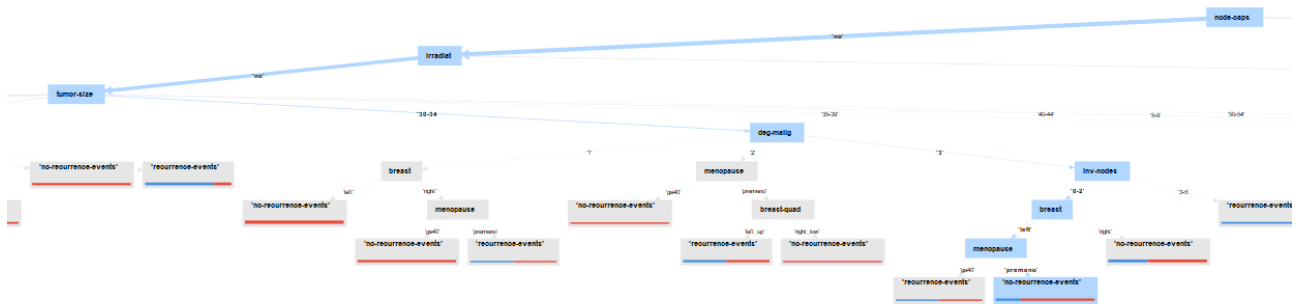 node-caps
'no'
irradiat
'no'
tumor-size
'30-34
'35-39'
'40-44'
'50-54'
deg-malig
'1'
'2'
'3'
"no-recurrence-events"
"recurrence-events"
breast
menopause
inv-nodes
'left'
'right'
'ge40'
'premeno'
'0-2'
'3-5'
"no-recurrence-events"
menopause
"no-recurrence-events"
breast-quad
breast
"recurrence-events"
'ge40'
'premeno'
'left_up'
'right_low'
'left'
'right'
"no-recurrence-events"
"recurrence-events"
"recurrence-events"
"no-recurrence-events"
menopause
"no-recurrence-events"
'ge40'
'premeno'
"recurrence-events"
"no-recurrence-events"